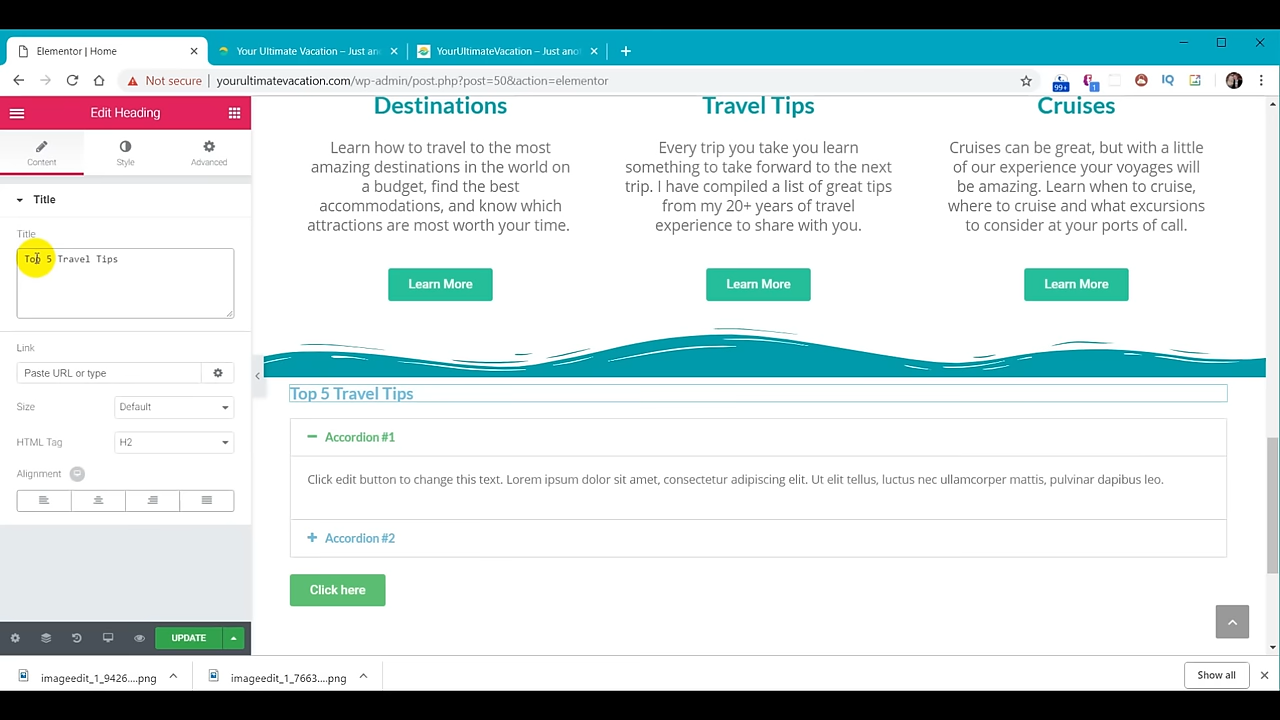 Elementor | Home
Your Ultimate Vacation – Just an
YourUltimateVacation – Just ano
Not secure | yourultimatevacation.com/wp-admin/post.php?post=50&action=elementor
99+
1
IQ
Edit Heading
Content
Style
Advanced
Title
Title
Top 5 Travel Tips
Link
Paste URL or type
Size
Default
HTML Tag
H2
Alignment
UPDATE
Destinations
Learn how to travel to the most
amazing destinations in the world on
a budget, find the best
accommodations, and know which
attractions are most worth your time.
Learn More
Travel Tips
Every trip you take you learn
something to take forward to the next
trip. I have compiled a list of great tips
from my 20+ years of travel
experience to share with you.
Learn More
Cruises
Cruises can be great, but with a little
of our experience your voyages will
be amazing. Learn when to cruise,
where to cruise and what excursions
to consider at your ports of call.
Learn More
Top 5 Travel Tips
Accordion #1
Click edit button to change this text. Lorem ipsum dolor sit amet, consectetur adipiscing elit. Ut elit tellus, luctus nec ullamcorper mattis, pulvinar dapibus leo.
Accordion #2
Click here
imageedit_1_9426....png
imageedit_1_7663....png
Show all